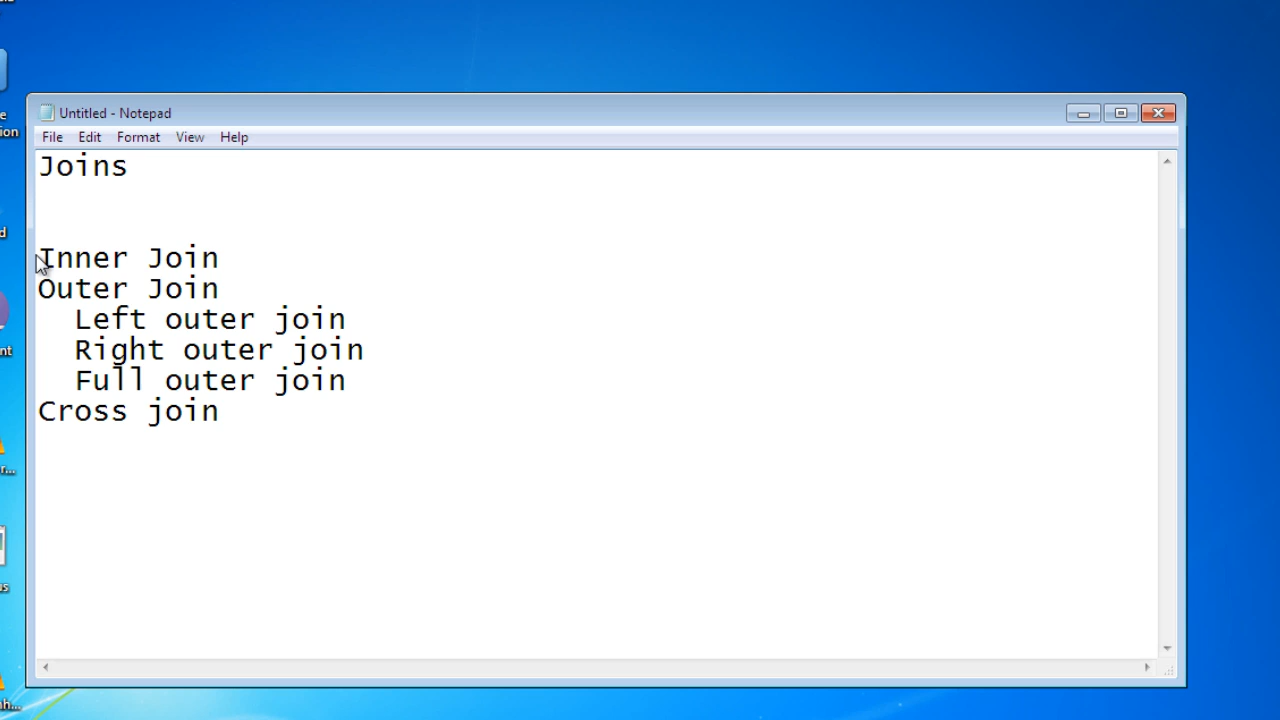 Untitled - Notepad
File Edit Format View Help
Joins
Inner Join
Outer Join
Left outer join
Right outer join
Full outer join
Cross join